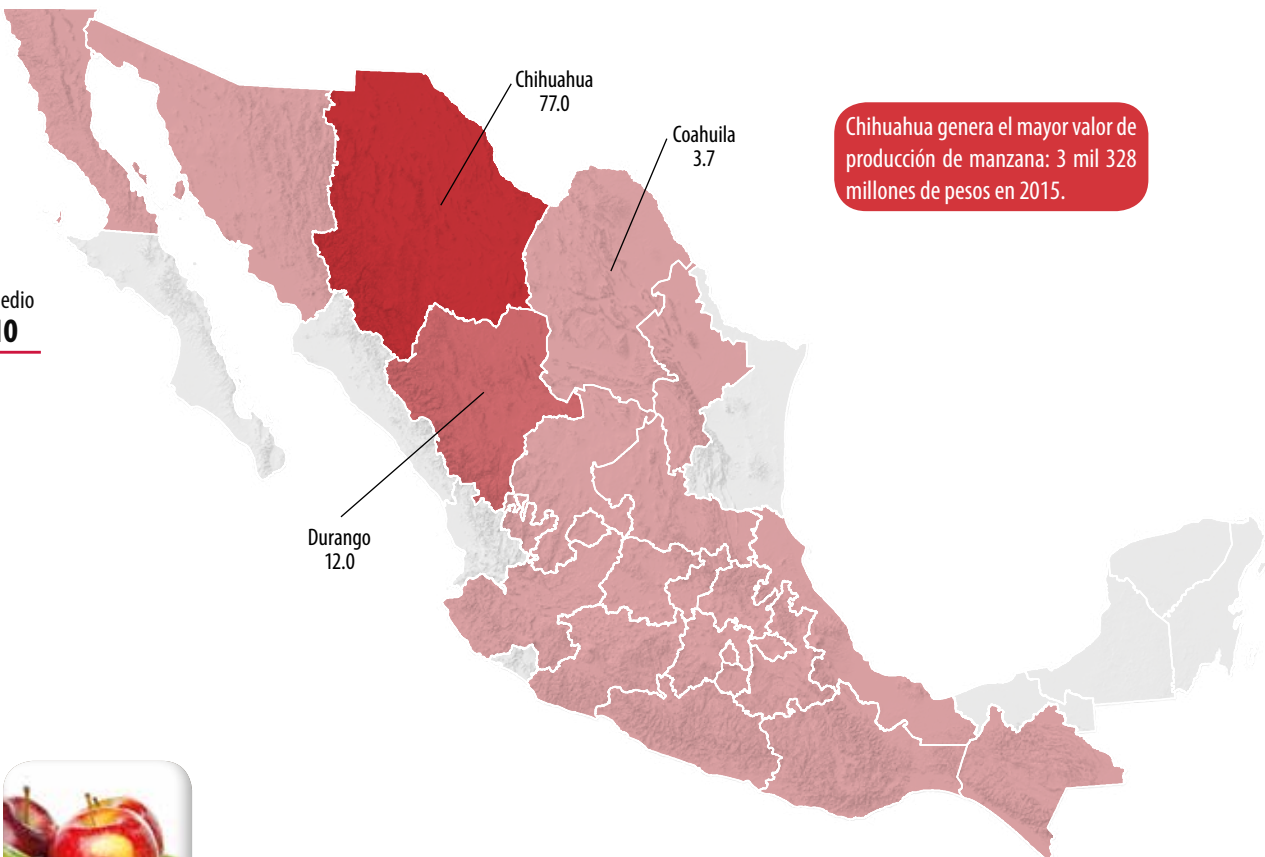 Chihuahua
77.0
Coahuila
3.7
Chihuahua genera el mayor valor de
producción de manzana: 3 mil 328
millones de pesos en 2015.
Durango
12.0